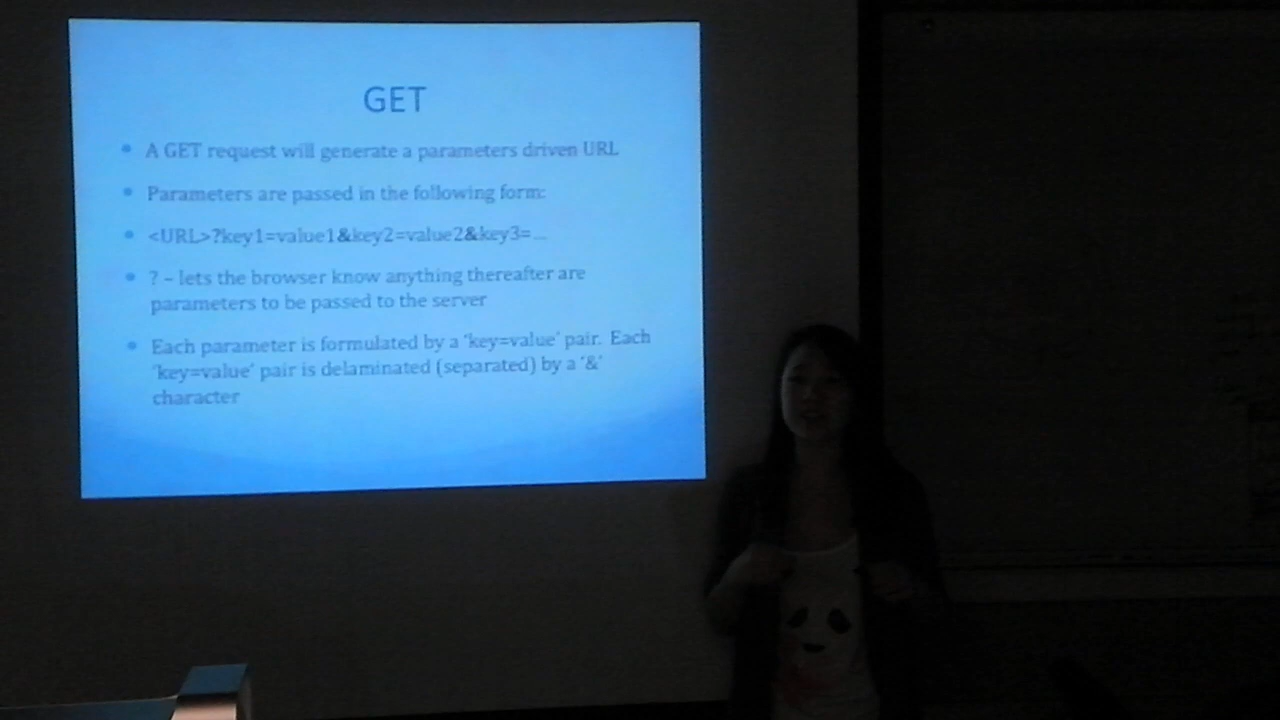 GET
A GET request will generate a parameters driven URL
Parameters are passed in the following form:
<URL>?key1=value1&key2=value2&key3=...
? – lets the browser know anything thereafter are
parameters to be passed to the server
Each parameter is formulated by a 'key=value' pair. Each
'key=value' pair is delaminated (separated) by a '&'
character